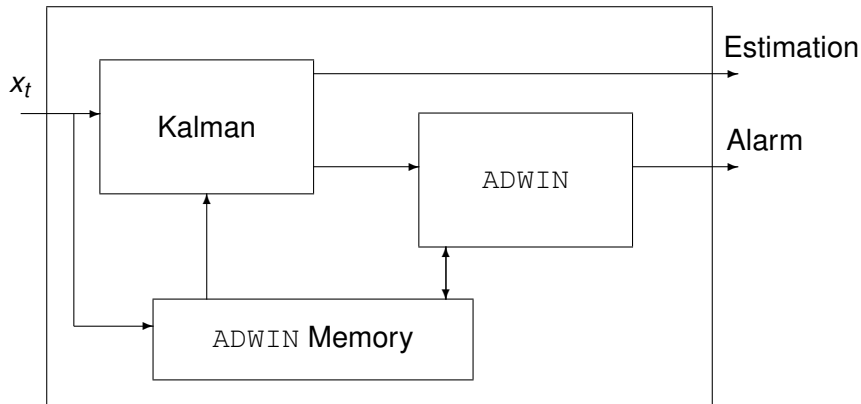 Estimation
x_t
Kalman
Alarm
ADWIN
ADWIN Memory